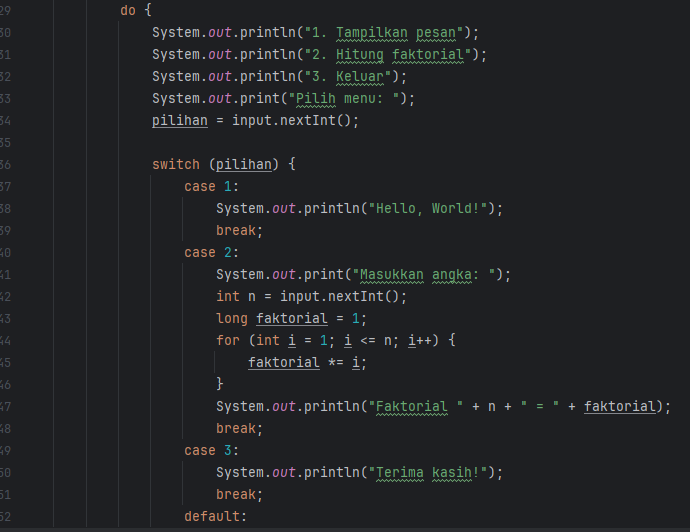 29 do {
30 System.out.println("1. Tampilkan pesan");
31 System.out.println("2. Hitung faktorial");
32 System.out.println("3. Keluar");
33 System.out.print("Pilih menu: ");
34 pilihan = input.nextInt();
35
36 switch (pilihan) {
37 case 1:
38 System.out.println("Hello, World!");
39 break;
40 case 2:
41 System.out.print("Masukkan angka: ");
42 int n = input.nextInt();
43 long faktorial = 1;
44 for (int i = 1; i <= n; i++) {
45 faktorial *= i;
46 }
47 System.out.println("Faktorial " + n + " = " + faktorial);
48 break;
49 case 3:
50 System.out.println("Terima kasih!");
51 break;
52 default: